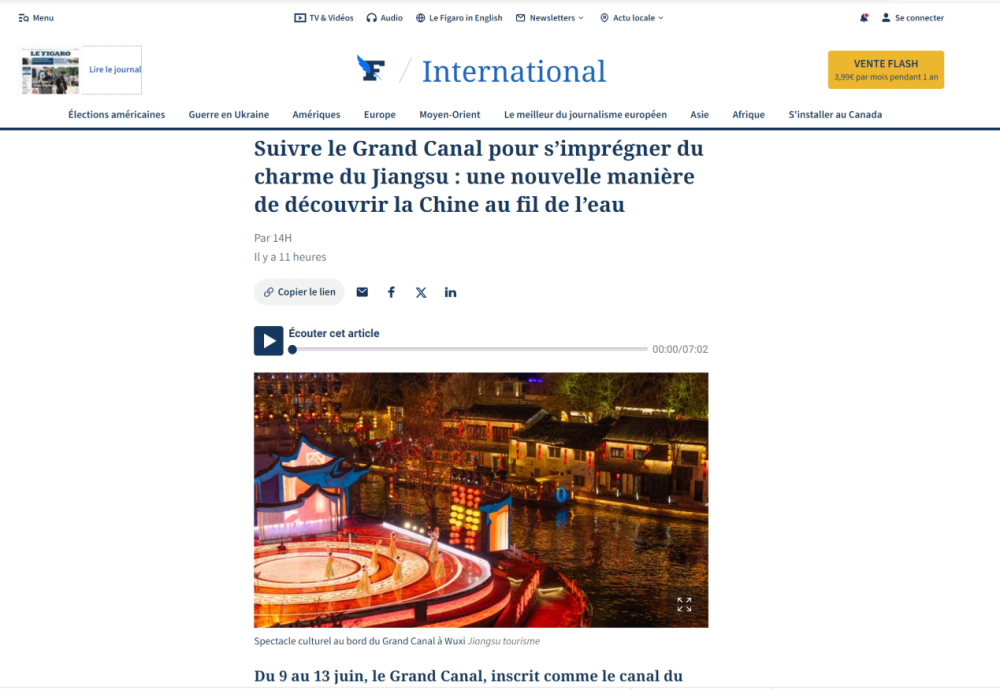 Menu
TV & Vidéos
Audio
Le Figaro in English
Newsletters
Actu locale
Se connecter
LE FIGARO
Lire le journal
F
International
VENTE FLASH
3,99€ par mois pendant 1 an
Élections américaines
Guerre en Ukraine
Amériques
Europe
Moyen-Orient
Le meilleur du journalisme européen
Asie
Afrique
S'installer au Canada
Suivre le Grand Canal pour s’imprégner du
charme du Jiangsu : une nouvelle manière
de découvrir la Chine au fil de l’eau
Par 14H
Il y a 11 heures
Copier le lien
Écouter cet article
00:00/07:02
Spectacle culturel au bord du Grand Canal à Wuxi Jiangsu tourisme
Du 9 au 13 juin, le Grand Canal, inscrit comme le canal du